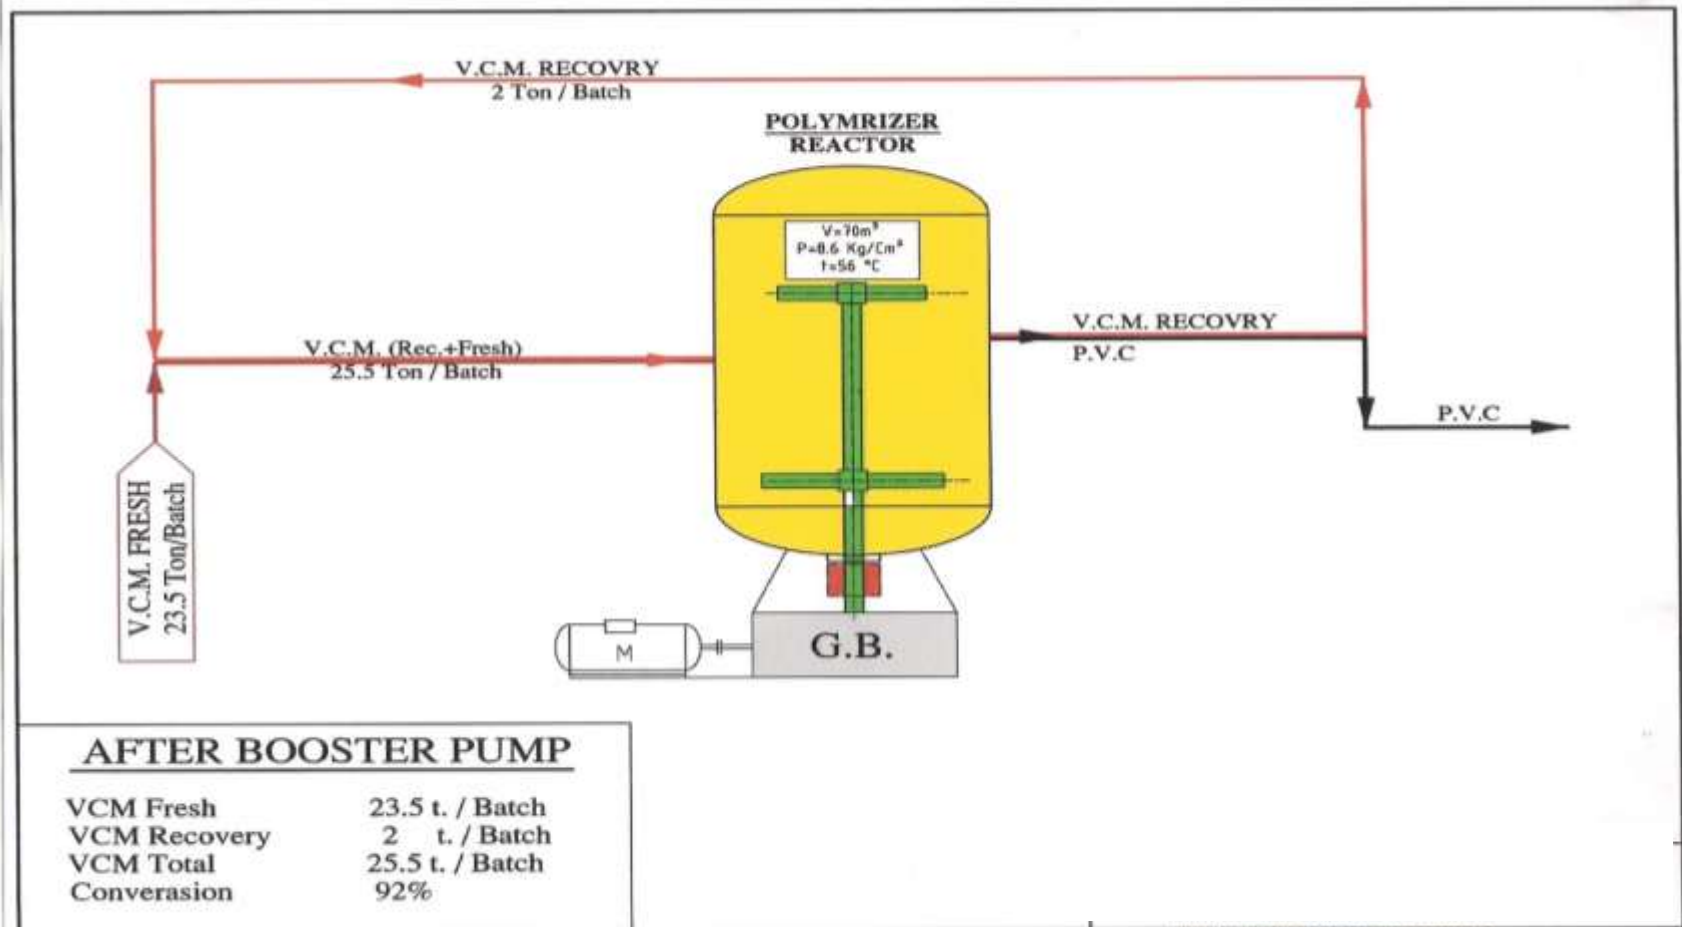 V.C.M. RECOVRY
2 Ton / Batch
POLYMRIZER
REACTOR
V=70m³
P=8.6 Kg/Cm²
t=56 °C
V.C.M. RECOVRY
P.V.C
V.C.M. (Rec.+Fresh)
25.5 Ton / Batch
P.V.C
V.C.M. FRESH
23.5 Ton/Batch
M
G.B.
AFTER BOOSTER PUMP
VCM Fresh 23.5 t. / Batch
VCM Recovery 2 t. / Batch
VCM Total 25.5 t. / Batch
Converasion 92%